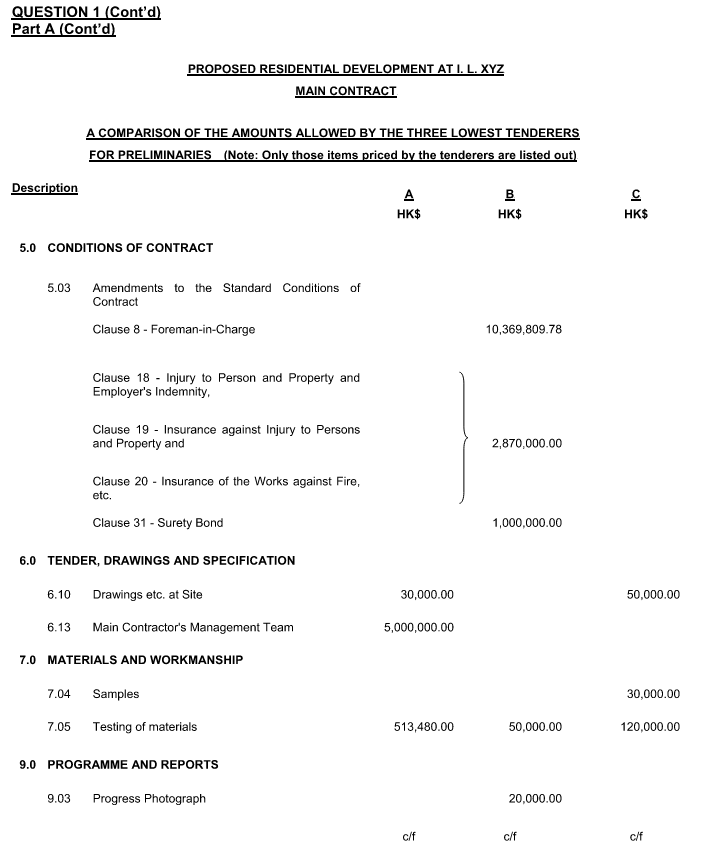 QUESTION 1 (Cont'd)
Part A (Cont'd)
PROPOSED RESIDENTIAL DEVELOPMENT AT I. L. XYZ
MAIN CONTRACT
A COMPARISON OF THE AMOUNTS ALLOWED BY THE THREE LOWEST TENDERERS
FOR PRELIMINARIES (Note: Only those items priced by the tenderers are listed out)
Description A B C
HK$ HK$ HK$
5.0 CONDITIONS OF CONTRACT
5.03 Amendments to the Standard Conditions of
Contract
Clause 8 - Foreman-in-Charge 10,369,809.78
Clause 18 - Injury to Person and Property and
Employer's Indemnity,
Clause 19 - Insurance against Injury to Persons
and Property and 2,870,000.00
Clause 20 - Insurance of the Works against Fire,
etc.
Clause 31 - Surety Bond 1,000,000.00
6.0 TENDER, DRAWINGS AND SPECIFICATION
6.10 Drawings etc. at Site 30,000.00 50,000.00
6.13 Main Contractor's Management Team 5,000,000.00
7.0 MATERIALS AND WORKMANSHIP
7.04 Samples 30,000.00
7.05 Testing of materials 513,480.00 50,000.00 120,000.00
9.0 PROGRAMME AND REPORTS
9.03 Progress Photograph 20,000.00
c/f c/f c/f